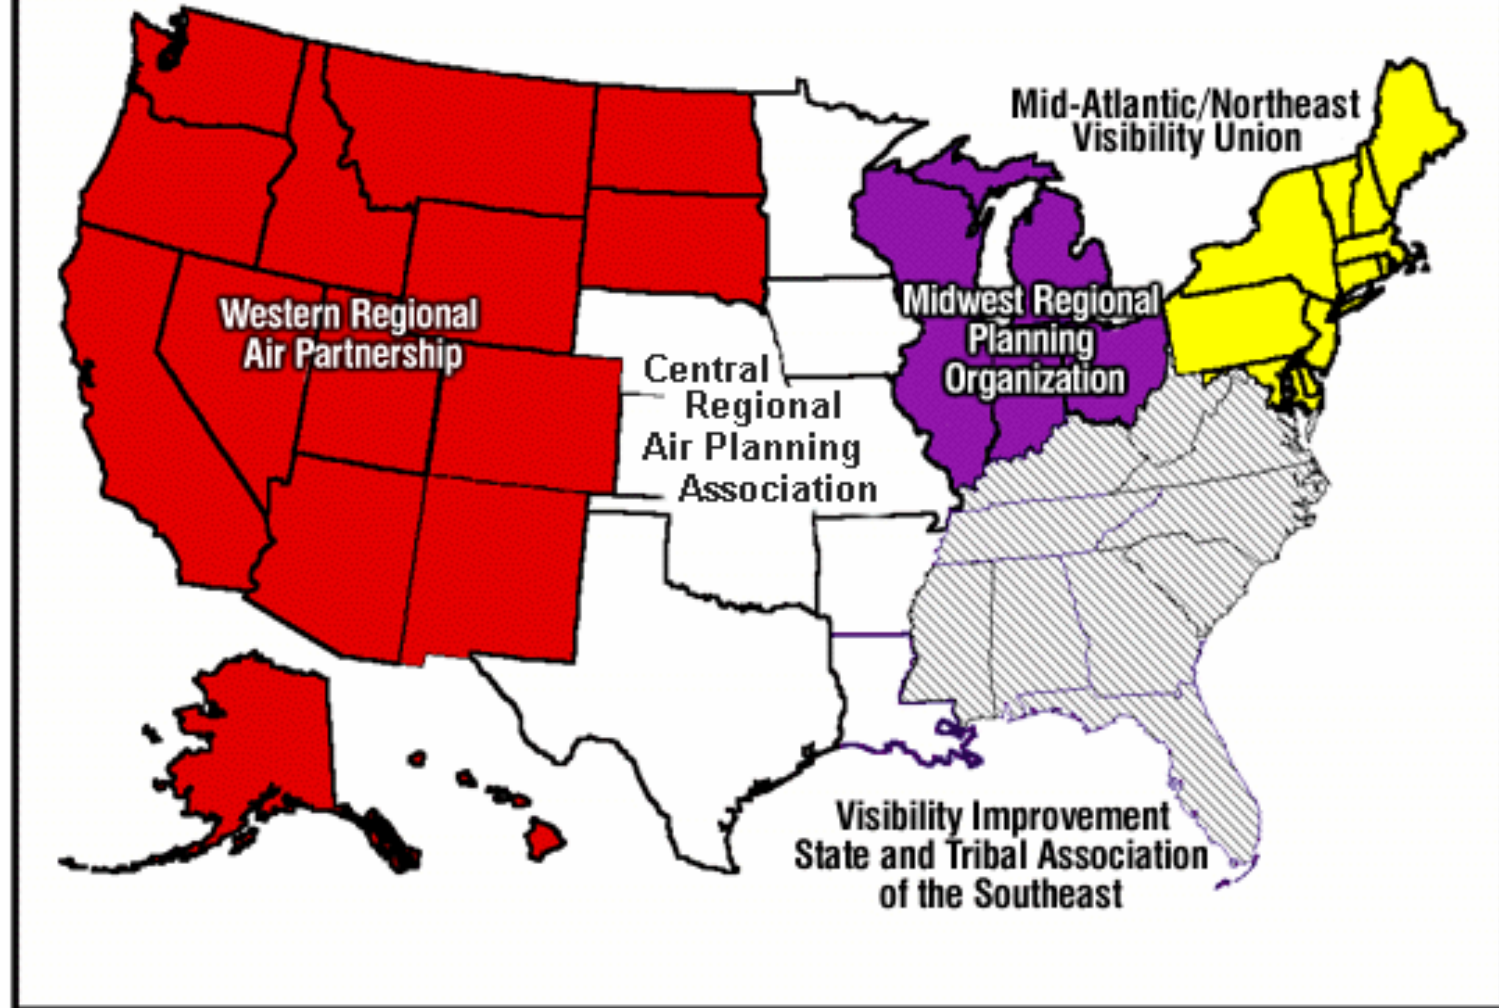 Mid-Atlantic/Northeast
Visibility Union
Western Regional
Air Partnership
Central
Regional
Air Planning
Association
Midwest Regional
Planning
Organization
Visibility Improvement
State and Tribal Association
of the Southeast